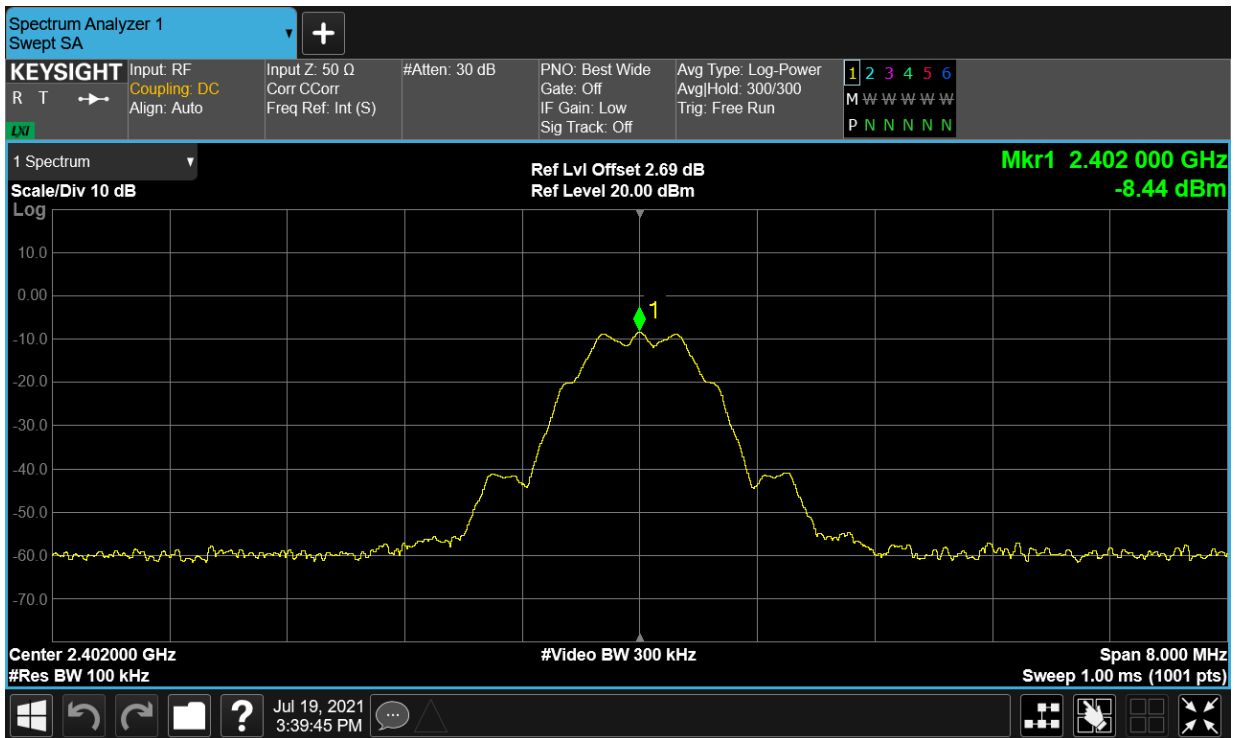 Spectrum Analyzer 1
Swept SA
KEYSIGHT
R T
LXI
Input: RF
Coupling: DC
Align: Auto
Input Z: 50 Ω
Corr CCorr
Freq Ref: Int (S)
#Atten: 30 dB
PNO: Best Wide
Gate: Off
IF Gain: Low
Sig Track: Off
Avg Type: Log-Power
Avg|Hold: 300/300
Trig: Free Run
1 2 3 4 5 6
M W W W W W
P N N N N N
1 Spectrum
Scale/Div 10 dB
Ref Lvl Offset 2.69 dB
Ref Level 20.00 dBm
Mkr1 2.402 000 GHz
-8.44 dBm
Log
10.0
0.00
1
-10.0
-20.0
-30.0
-40.0
-50.0
-60.0
-70.0
Center 2.402000 GHz
#Res BW 100 kHz
#Video BW 300 kHz
Span 8.000 MHz
Sweep 1.00 ms (1001 pts)
?
Jul 19, 2021
3:39:45 PM